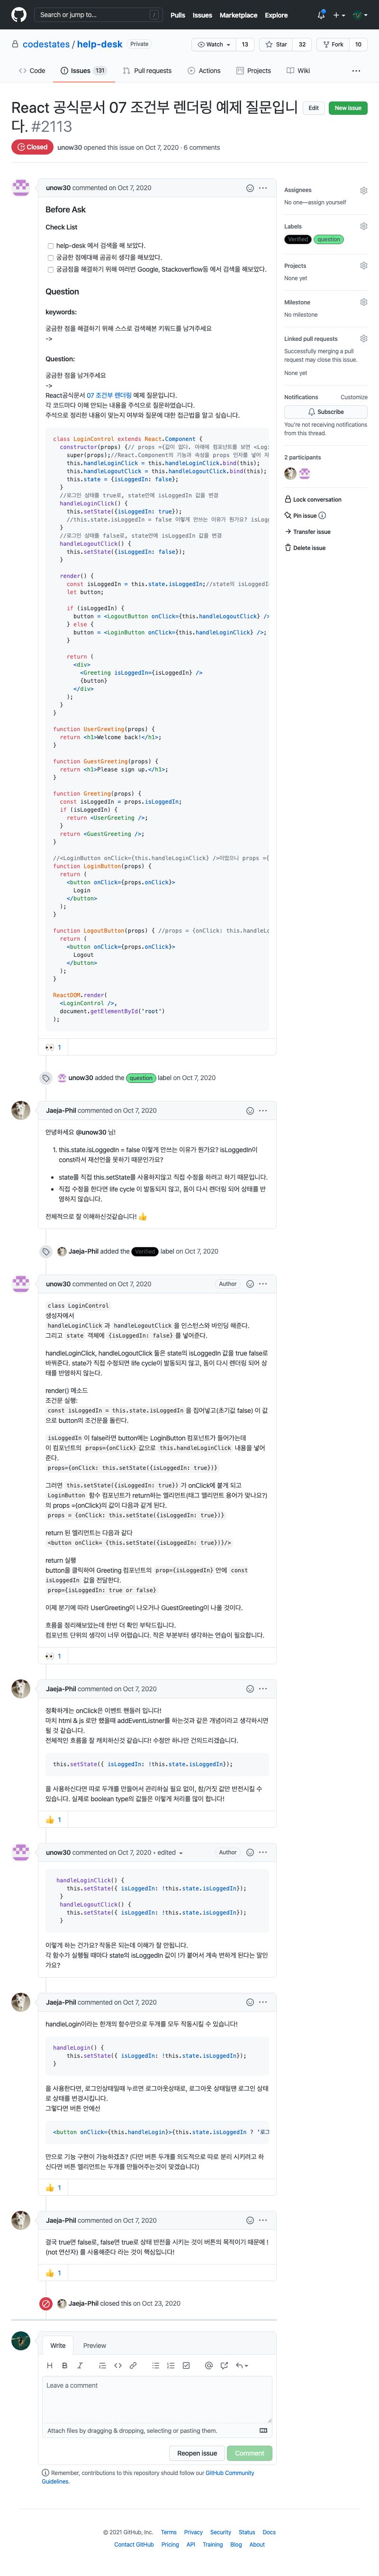 Search or jump to...
/
Pulls Issues Marketplace Explore
codestates / help-desk Private
Watch 13 Star 32 Fork 10
Code Issues 131 Pull requests Actions Projects Wiki
React 공식문서 07 조건부 렌더링 예제 질문입니
다. #2113
Edit New issue
Closed unow30 opened this issue on Oct 7, 2020 · 6 comments
unow30 commented on Oct 7, 2020
Before Ask
Check List
help-desk 에서 검색을 해 보았다.
궁금한 점에대해 곰곰히 생각을 해보았다.
궁금점을 해결하기 위해 여러번 Google, Stackoverflow등 에서 검색을 해보았다.
Question
keywords:
궁금한 점을 해결하기 위해 스스로 검색해본 키워드를 남겨주세요
->
Question:
궁금한 점을 남겨주세요
->
React공식문서 07 조건부 렌더링 예제 질문입니다.
각 코드마다 이해 안되는 내용을 주석으로 질문하였습니다.
주석으로 정리한 내용이 맞는지 여부와 질문에 대한 접근법을 알고 싶습니다.
class LoginControl extends React.Component {
constructor(props) {// props ={값이 없다. 아래에 컴포넌트를 보면 <Logi
super(props);//React.Component의 기능과 속성을 props 인자를 넣어 지
this.handleLoginClick = this.handleLoginClick.bind(this);
this.handleLogoutClick = this.handleLogoutClick.bind(this);
this.state = {isLoggedIn: false};
}
//로그인 상태를 true로, state안에 isLoggedIn 값을 변경
handleLoginClick() {
this.setState({isLoggedIn: true});
//this.state.isLoggedIn = false 이렇게 안쓰는 이유가 뭔가요? isLogg
}
//로그인 상태를 false로, state안에 isLoggedIn 값을 변경
handleLogoutClick() {
this.setState({isLoggedIn: false});
}
render() {
const isLoggedIn = this.state.isLoggedIn;//state의 isLoggedI
let button;
if (isLoggedIn) {
button = <LogoutButton onClick={this.handleLogoutClick} />
} else {
button = <LoginButton onClick={this.handleLoginClick} />;
}
return (
<div>
<Greeting isLoggedIn={isLoggedIn} />
{button}
</div>
);
}
}
function UserGreeting(props) {
return <h1>Welcome back!</h1>;
}
function GuestGreeting(props) {
return <h1>Please sign up.</h1>;
}
function Greeting(props) {
const isLoggedIn = props.isLoggedIn;
if (isLoggedIn) {
return <UserGreeting />;
}
return <GuestGreeting />;
}
//<LoginButton onClick={this.handleLoginClick} />이었으니 props ={
function LoginButton(props) {
return (
<button onClick={props.onClick}>
Login
</button>
);
}
function LogoutButton(props) { //props = {onClick: this.handleLo
return (
<button onClick={props.onClick}>
Logout
</button>
);
}
ReactDOM.render(
<LoginControl />,
document.getElementById('root')
);
👀 1
unow30 added the question label on Oct 7, 2020
Jaeja-Phil commented on Oct 7, 2020
안녕하세요 @unow30 님!
1. this.state.isLoggedIn = false 이렇게 안쓰는 이유가 뭔가요? isLoggedIn이
const라서 재선언을 못하기 때문인가요?
• state를 직접 this.setState를 사용하지않고 직접 수정을 하려고 하기 때문입니다.
• 직접 수정을 한다면 life cycle 이 발동되지 않고, 돔이 다시 렌더링 되어 상태를 반
영하지 않습니다.
전체적으로 잘 이해하신것같습니다! 👍
Jaeja-Phil added the Verified label on Oct 7, 2020
unow30 commented on Oct 7, 2020 Author
class LoginControl
생성자에서
handleLoginClick 과 handleLogoutClick 을 인스턴스와 바인딩 해준다.
그리고 state 객체에 {isLoggedIn: false} 를 넣어준다.
handleLoginClick, handleLogoutClick 둘은 state의 isLoggedIn 값을 true false로
바꿔준다. state가 직접 수정되면 life cycle이 발동되지 않고, 돔이 다시 렌더링 되어 상
태를 반영하지 않는다.
render() 메소드
조건문 실행:
const isLoggedIn = this.state.isLoggedIn 을 집어넣고(초기값 false) 이 값
으로 button의 조건문을 돌린다.
isLoggedIn 이 false라면 button에는 LoginButton 컴포넌트가 들어가는데
이 컴포넌트의 props={onClick} 값으로 this.handleLoginClick 내용을 넣어
준다.
props={onClick: this.setState({isLoggedIn: true})}
그러면 this.setState({isLoggedIn: true}) 가 onClick에 붙게 되고
LoginButton 함수 컴포넌트가 return하는 엘리먼트(태그 엘리먼트 용어가 맞나요?)
의 props ={onClick}의 값이 다음과 같게 된다.
props = {onClick: this.setState({isLoggedIn: true})}
return 된 엘리먼트는 다음과 같다
<button onClick= {this.setState({isLoggedIn: true})}/>
return 실행
button을 클릭하여 Greeting 컴포넌트의 prop={isLoggedIn} 안에 const
isLoggedIn 값을 전달한다.
prop={isLoggedIn: true or false}
이제 분기에 따라 UserGreeting이 나오거나 GuestGreeting이 나올 것이다.
흐름을 정리해보았는데 한번 더 확인 부탁드립니다.
컴포넌트 단위의 생각이 너무 어렵습니다. 작은 부분부터 생각하는 연습이 필요합니다.
👀 1
Jaeja-Phil commented on Oct 7, 2020
정확하게는 onClick은 이벤트 핸들러 입니다!
마치 html & js 로만 했을때 addEventListner를 하는것과 같은 개념이라고 생각하시면
될 것 같습니다.
전체적인 흐름을 잘 캐치하신것 같습니다! 수정만 하나만 건의드리겠습니다.
this.setState({ isLoggedIn: !this.state.isLoggedIn});
을 사용하신다면 따로 두개를 만들어서 관리하실 필요 없이, 참/거짓 값만 반전시킬 수
있습니다. 실제로 boolean type의 값들은 이렇게 처리를 많이 합니다!
👍 1
unow30 commented on Oct 7, 2020 • edited Author
handleLoginClick() {
this.setState({ isLoggedIn: !this.state.isLoggedIn});
}
handleLogoutClick() {
this.setState({ isLoggedIn: !this.state.isLoggedIn});
}
이렇게 하는 건가요? 작동은 되는데 이해가 잘 안됩니다.
각 함수가 실행될 때마다 state의 isLoggedIn 값이 !가 붙어서 계속 변하게 된다는 말인
가요?
Jaeja-Phil commented on Oct 7, 2020
handleLogin이라는 한개의 함수만으로 두개를 모두 작동시킬 수 있습니다!
handleLogin() {
this.setState({ isLoggedIn: !this.state.isLoggedIn});
}
을 사용한다면, 로그인상태일때 누르면 로그아웃상태로, 로그아웃 상태일땐 로그인 상태
로 상태를 변경시킵니다.
그렇다면 버튼 안에선
<button onClick={this.handleLogin}>{this.state.isLoggedIn ? '로그
만으로 기능 구현이 가능하겠죠? (다만 버튼 두개를 의도적으로 따로 분리 시키려고 하
신다면 버튼 엘리먼트는 두개를 만들어주는것이 맞겠습니다)
👍 1
Jaeja-Phil commented on Oct 7, 2020
결국 true면 false로, false면 true로 상태 반전을 시키는 것이 버튼의 목적이기 때문에 !
(not 연산자) 를 사용해준다 라는 것이 핵심입니다!
👍 1
Jaeja-Phil closed this on Oct 23, 2020
Write Preview
Leave a comment
Attach files by dragging & dropping, selecting or pasting them.
Reopen issue Comment
Remember, contributions to this repository should follow our GitHub Community
Guidelines.
Assignees
No one—assign yourself
Labels
Verified question
Projects
None yet
Milestone
No milestone
Linked pull requests
Successfully merging a pull
request may close this issue.
None yet
Notifications Customize
Subscribe
You're not receiving notifications
from this thread.
2 participants
Lock conversation
Pin issue
Transfer issue
Delete issue
© 2021 GitHub, Inc. Terms Privacy Security Status Docs
Contact GitHub Pricing API Training Blog About